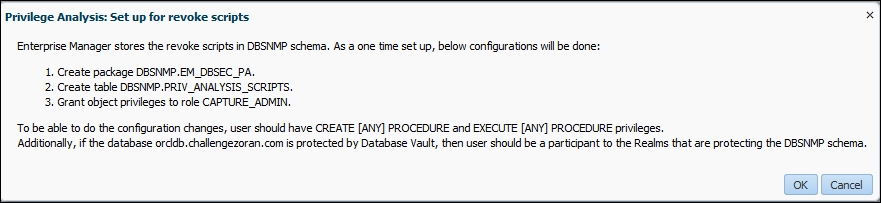 Privilege Analysis: Set up for revoke scripts
×
Enterprise Manager stores the revoke scripts in DBSNMP schema. As a one time set up, below configurations will be done:
1. Create package DBSNMP.EM_DBSEC_PA.
2. Create table DBSNMP.PRIV_ANALYSIS_SCRIPTS.
3. Grant object privileges to role CAPTURE_ADMIN.
To be able to do the configuration changes, user should have CREATE [ANY] PROCEDURE and EXECUTE [ANY] PROCEDURE privileges.
Additionally, if the database orcldb.challengezoran.com is protected by Database Vault, then user should be a participant to the Realms that are protecting the DBSNMP schema.
OK Cancel